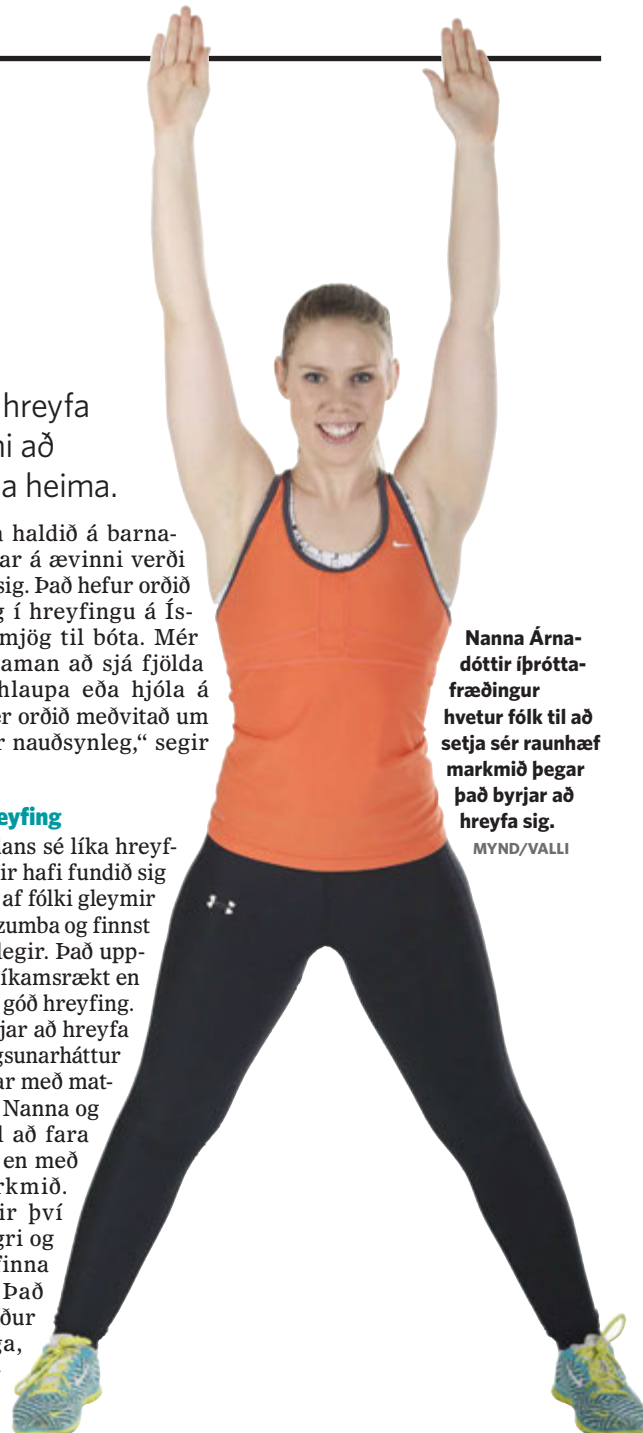 hreyfa
ni að
a heima.
haldið á barna-
ar á ævinni verði
sig. Það hefur orðið
g í hreyfingu á Ís-
mjög til bóta. Mér
aman að sjá fjölda
hlaupa eða hjóla á
er orðið meðvitað um
r nauðsynleg,“ segir
eyfing
ans sé líka hreyf-
ir hafi fundið sig
af fólki gleymir
zumba og finnst
legir. Það upp-
íkamsrækt en
góð hreyfing.
jar að hreyfa
gsunarháttur
ar með mat-
Nanna og
l að fara
en með
rkmið.
ir því
gri og
finna
Það
ður
ga,
Nanna Árna-
dóttir íþrótta-
fræðingur
hvetur fólk til að
setja sér raunhæf
markmið þegar
það byrjar að
hreyfa sig.
MYND/VALLI